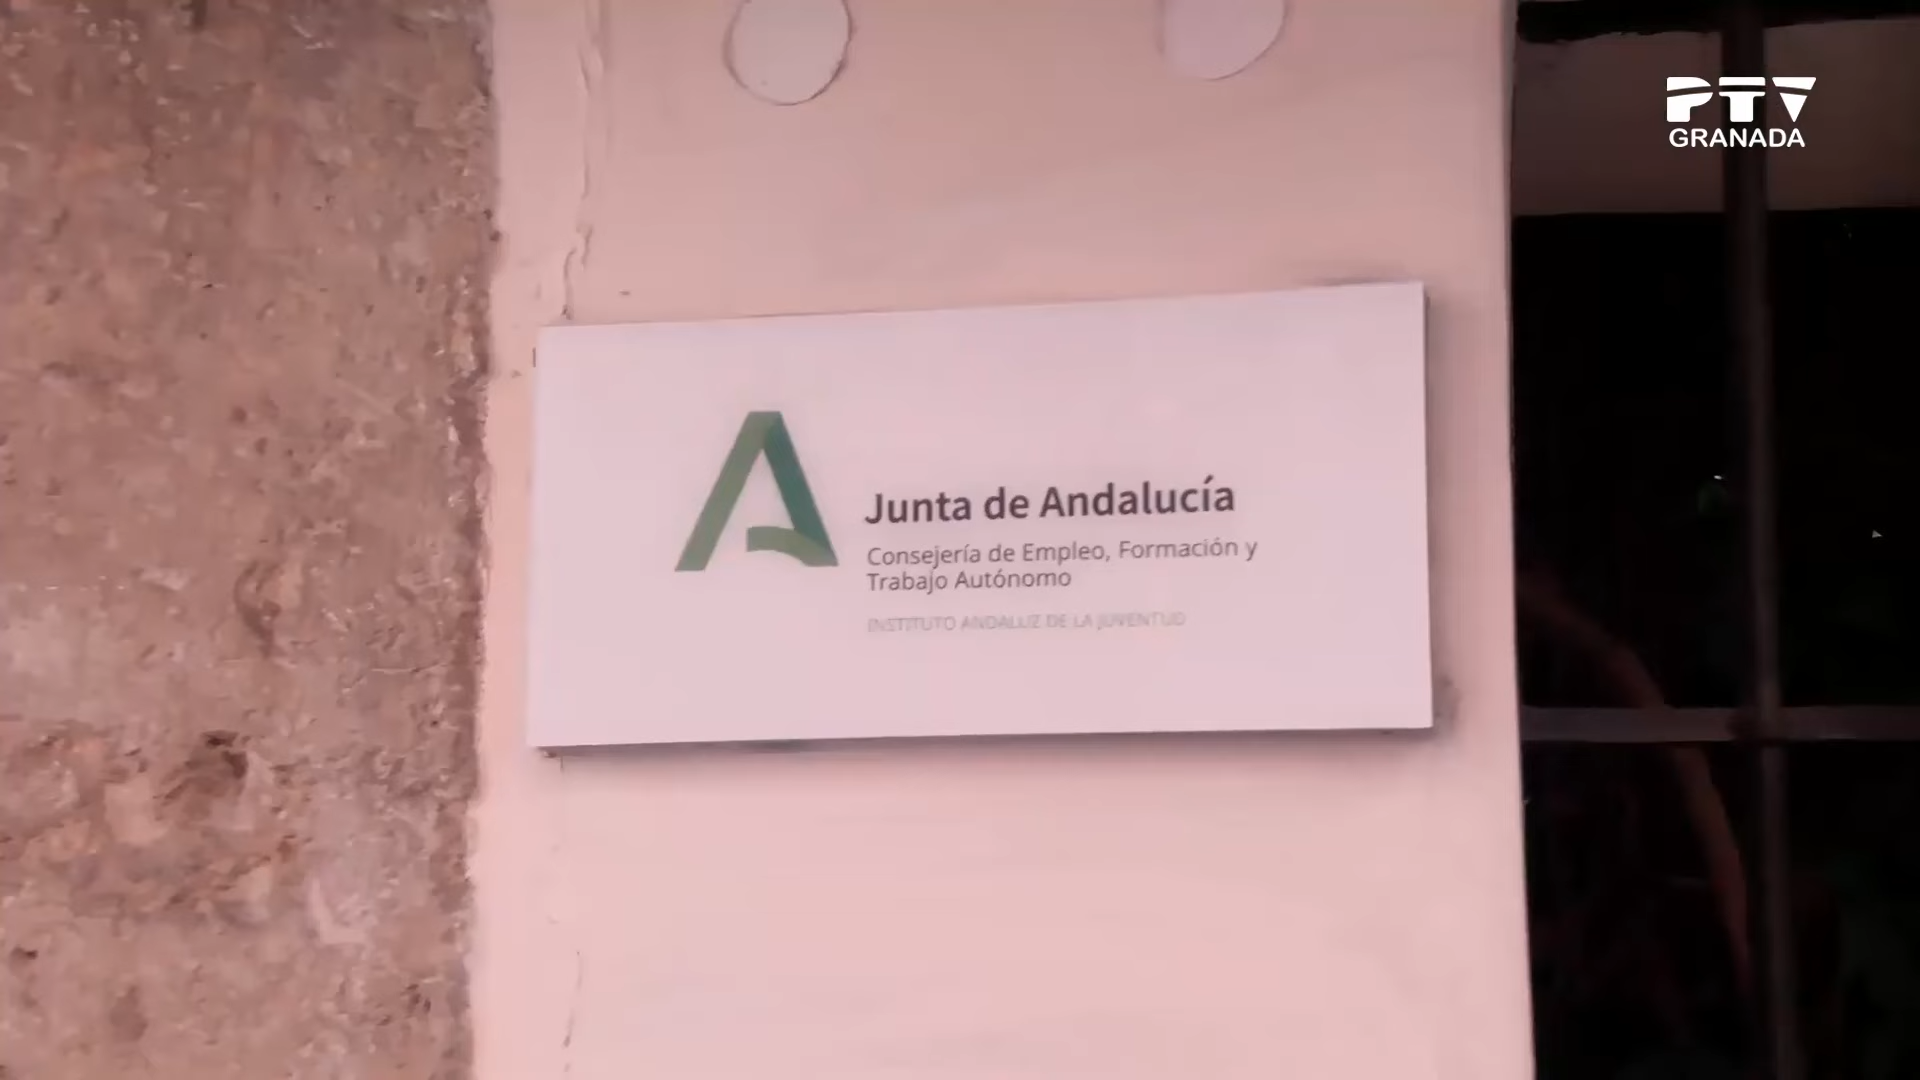 PTV
GRANADA
Junta de Andalucía
Consejería de Empleo, Formación y
Trabajo Autónomo
INSTITUTO ANDALUZ DE LA JUVENTUD